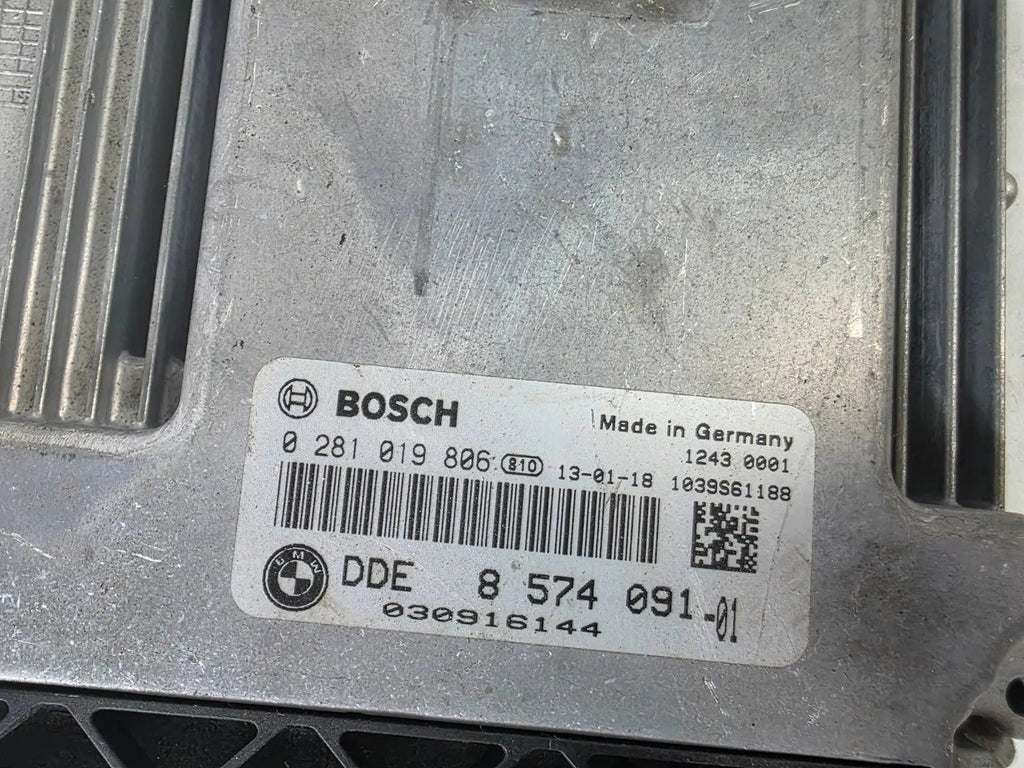 BOSCH
Made in Germany
0 281 019 806 810 13-01-18
1243 0001
1039S61188
BMW
DDE 8 574 091-01
030916144